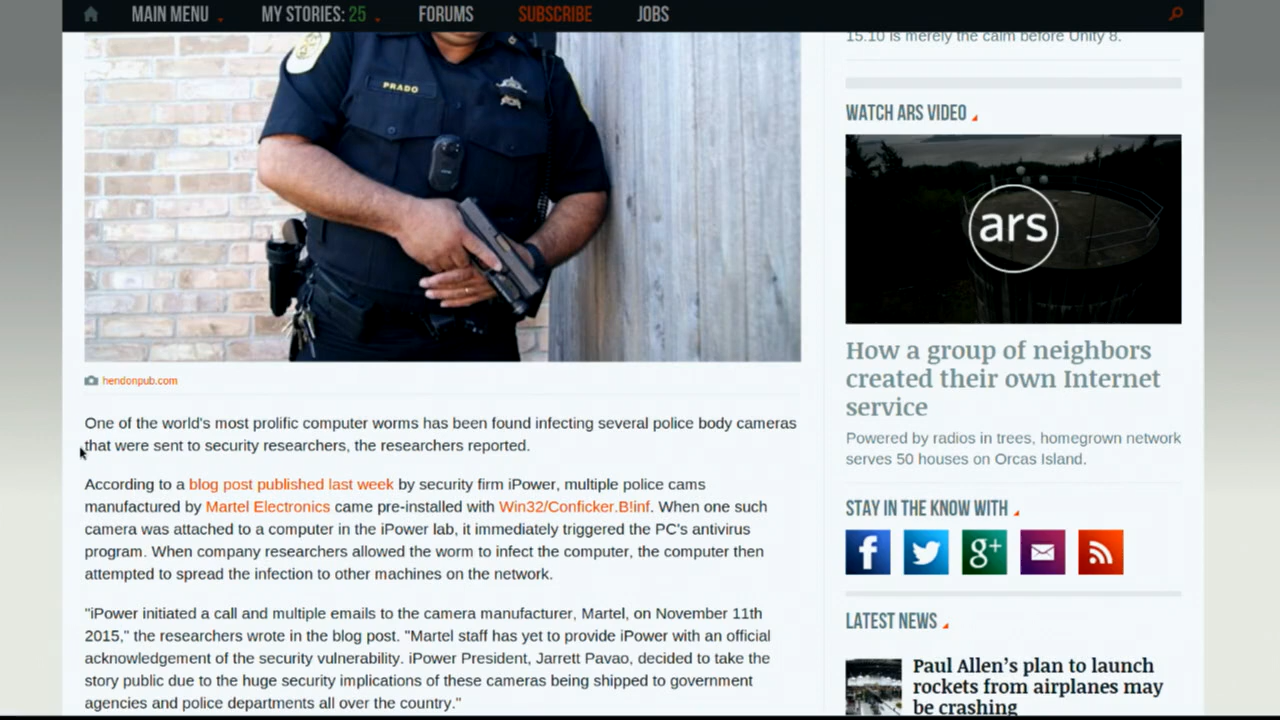 MAIN MENU MY STORIES: 25 FORUMS SUBSCRIBE JOBS
PRADO
hendonpub.com
One of the world's most prolific computer worms has been found infecting several police body cameras
that were sent to security researchers, the researchers reported.
According to a blog post published last week by security firm iPower, multiple police cams
manufactured by Martel Electronics came pre-installed with Win32/Conficker.B!inf. When one such
camera was attached to a computer in the iPower lab, it immediately triggered the PC's antivirus
program. When company researchers allowed the worm to infect the computer, the computer then
attempted to spread the infection to other machines on the network.
"iPower initiated a call and multiple emails to the camera manufacturer, Martel, on November 11th
2015," the researchers wrote in the blog post. "Martel staff has yet to provide iPower with an official
acknowledgement of the security vulnerability. iPower President, Jarrett Pavao, decided to take the
story public due to the huge security implications of these cameras being shipped to government
agencies and police departments all over the country."
15.10 is merely the calm before Unity 8.
WATCH ARS VIDEO
ars
How a group of neighbors
created their own Internet
service
Powered by radios in trees, homegrown network
serves 50 houses on Orcas Island.
STAY IN THE KNOW WITH
f g+
LATEST NEWS
Paul Allen’s plan to launch
rockets from airplanes may
be crashing